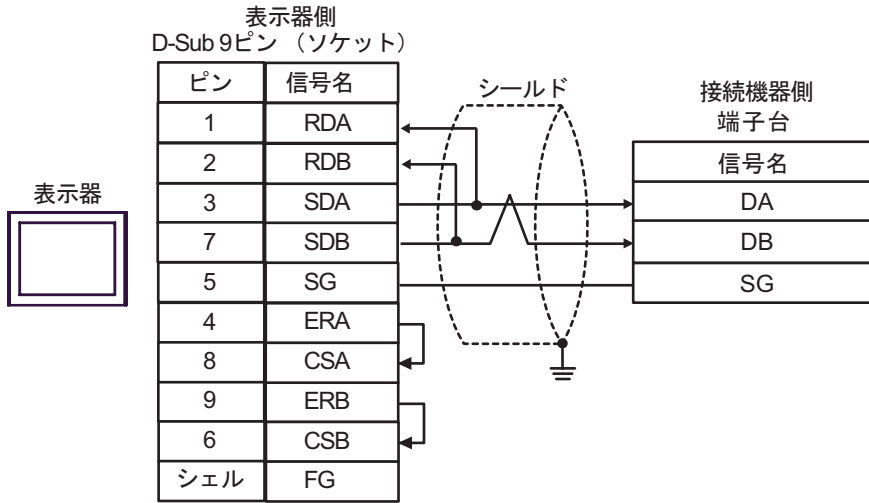 表示器側
D-Sub 9ピン （ソケット）
ピン 信号名
1 RDA
2 RDB
3 SDA
7 SDB
5 SG
4 ERA
8 CSA
9 ERB
6 CSB
シェル FG
表示器
シールド
接続機器側
端子台
信号名
DA
DB
SG